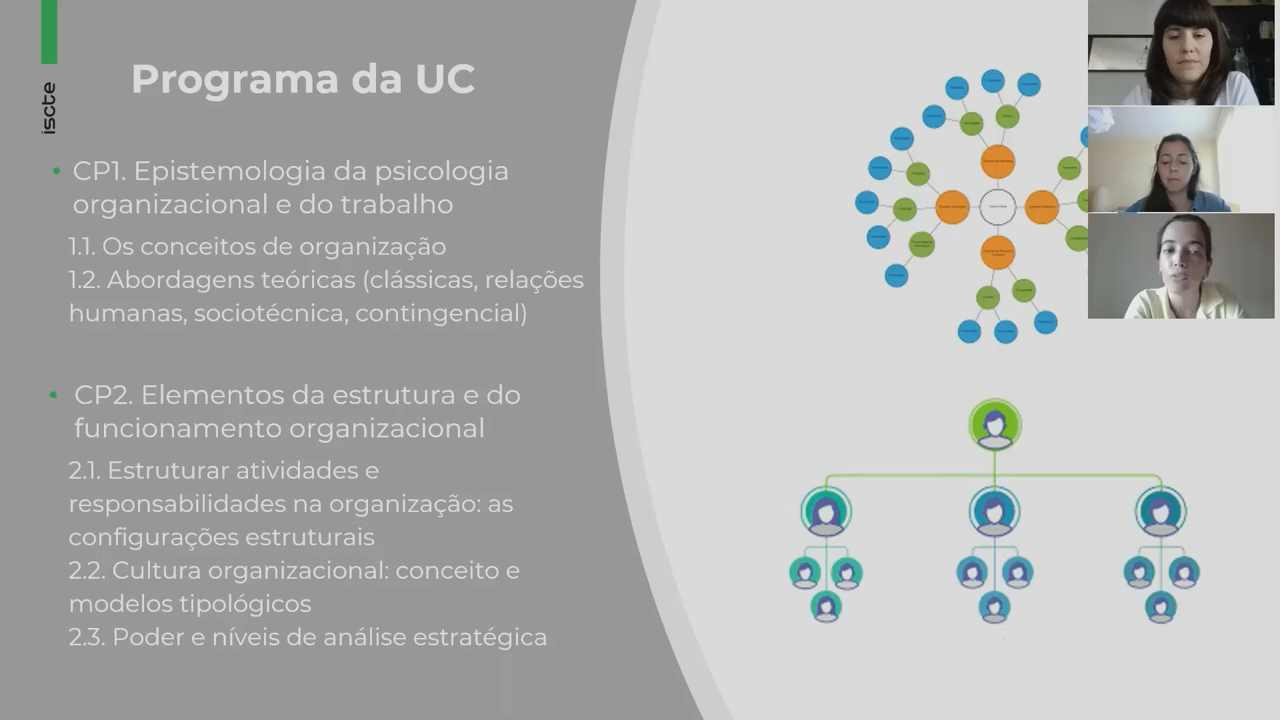 iscte
Programa da UC
• CP1. Epistemologia da psicologia
organizacional e do trabalho
1.1. Os conceitos de organização
1.2. Abordagens teóricas (clássicas, relações
humanas, sociotécnica, contingencial)
• CP2. Elementos da estrutura e do
funcionamento organizacional
2.1. Estruturar atividades e
responsabilidades na organização: as
configurações estruturais
2.2. Cultura organizacional: conceito e
modelos tipológicos
2.3. Poder e níveis de análise estratégica